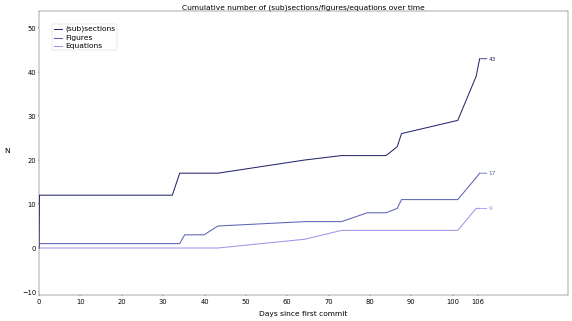 Cumulative number of (sub)sections/figures/equations over time
(sub)sections
Figures
Equations
50
40
30
20
10
0
−10
N
43
17
9
0 10 20 30 40 50 60 70 80 90 100 106
Days since first commit